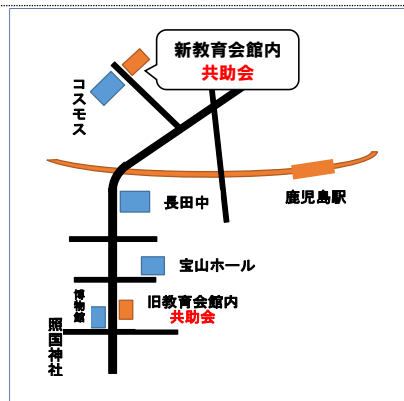 新教育会館内
共助会
コスモス
鹿児島駅
長田中
宝山ホール
博物館
旧教育会館内
共助会
照国神社